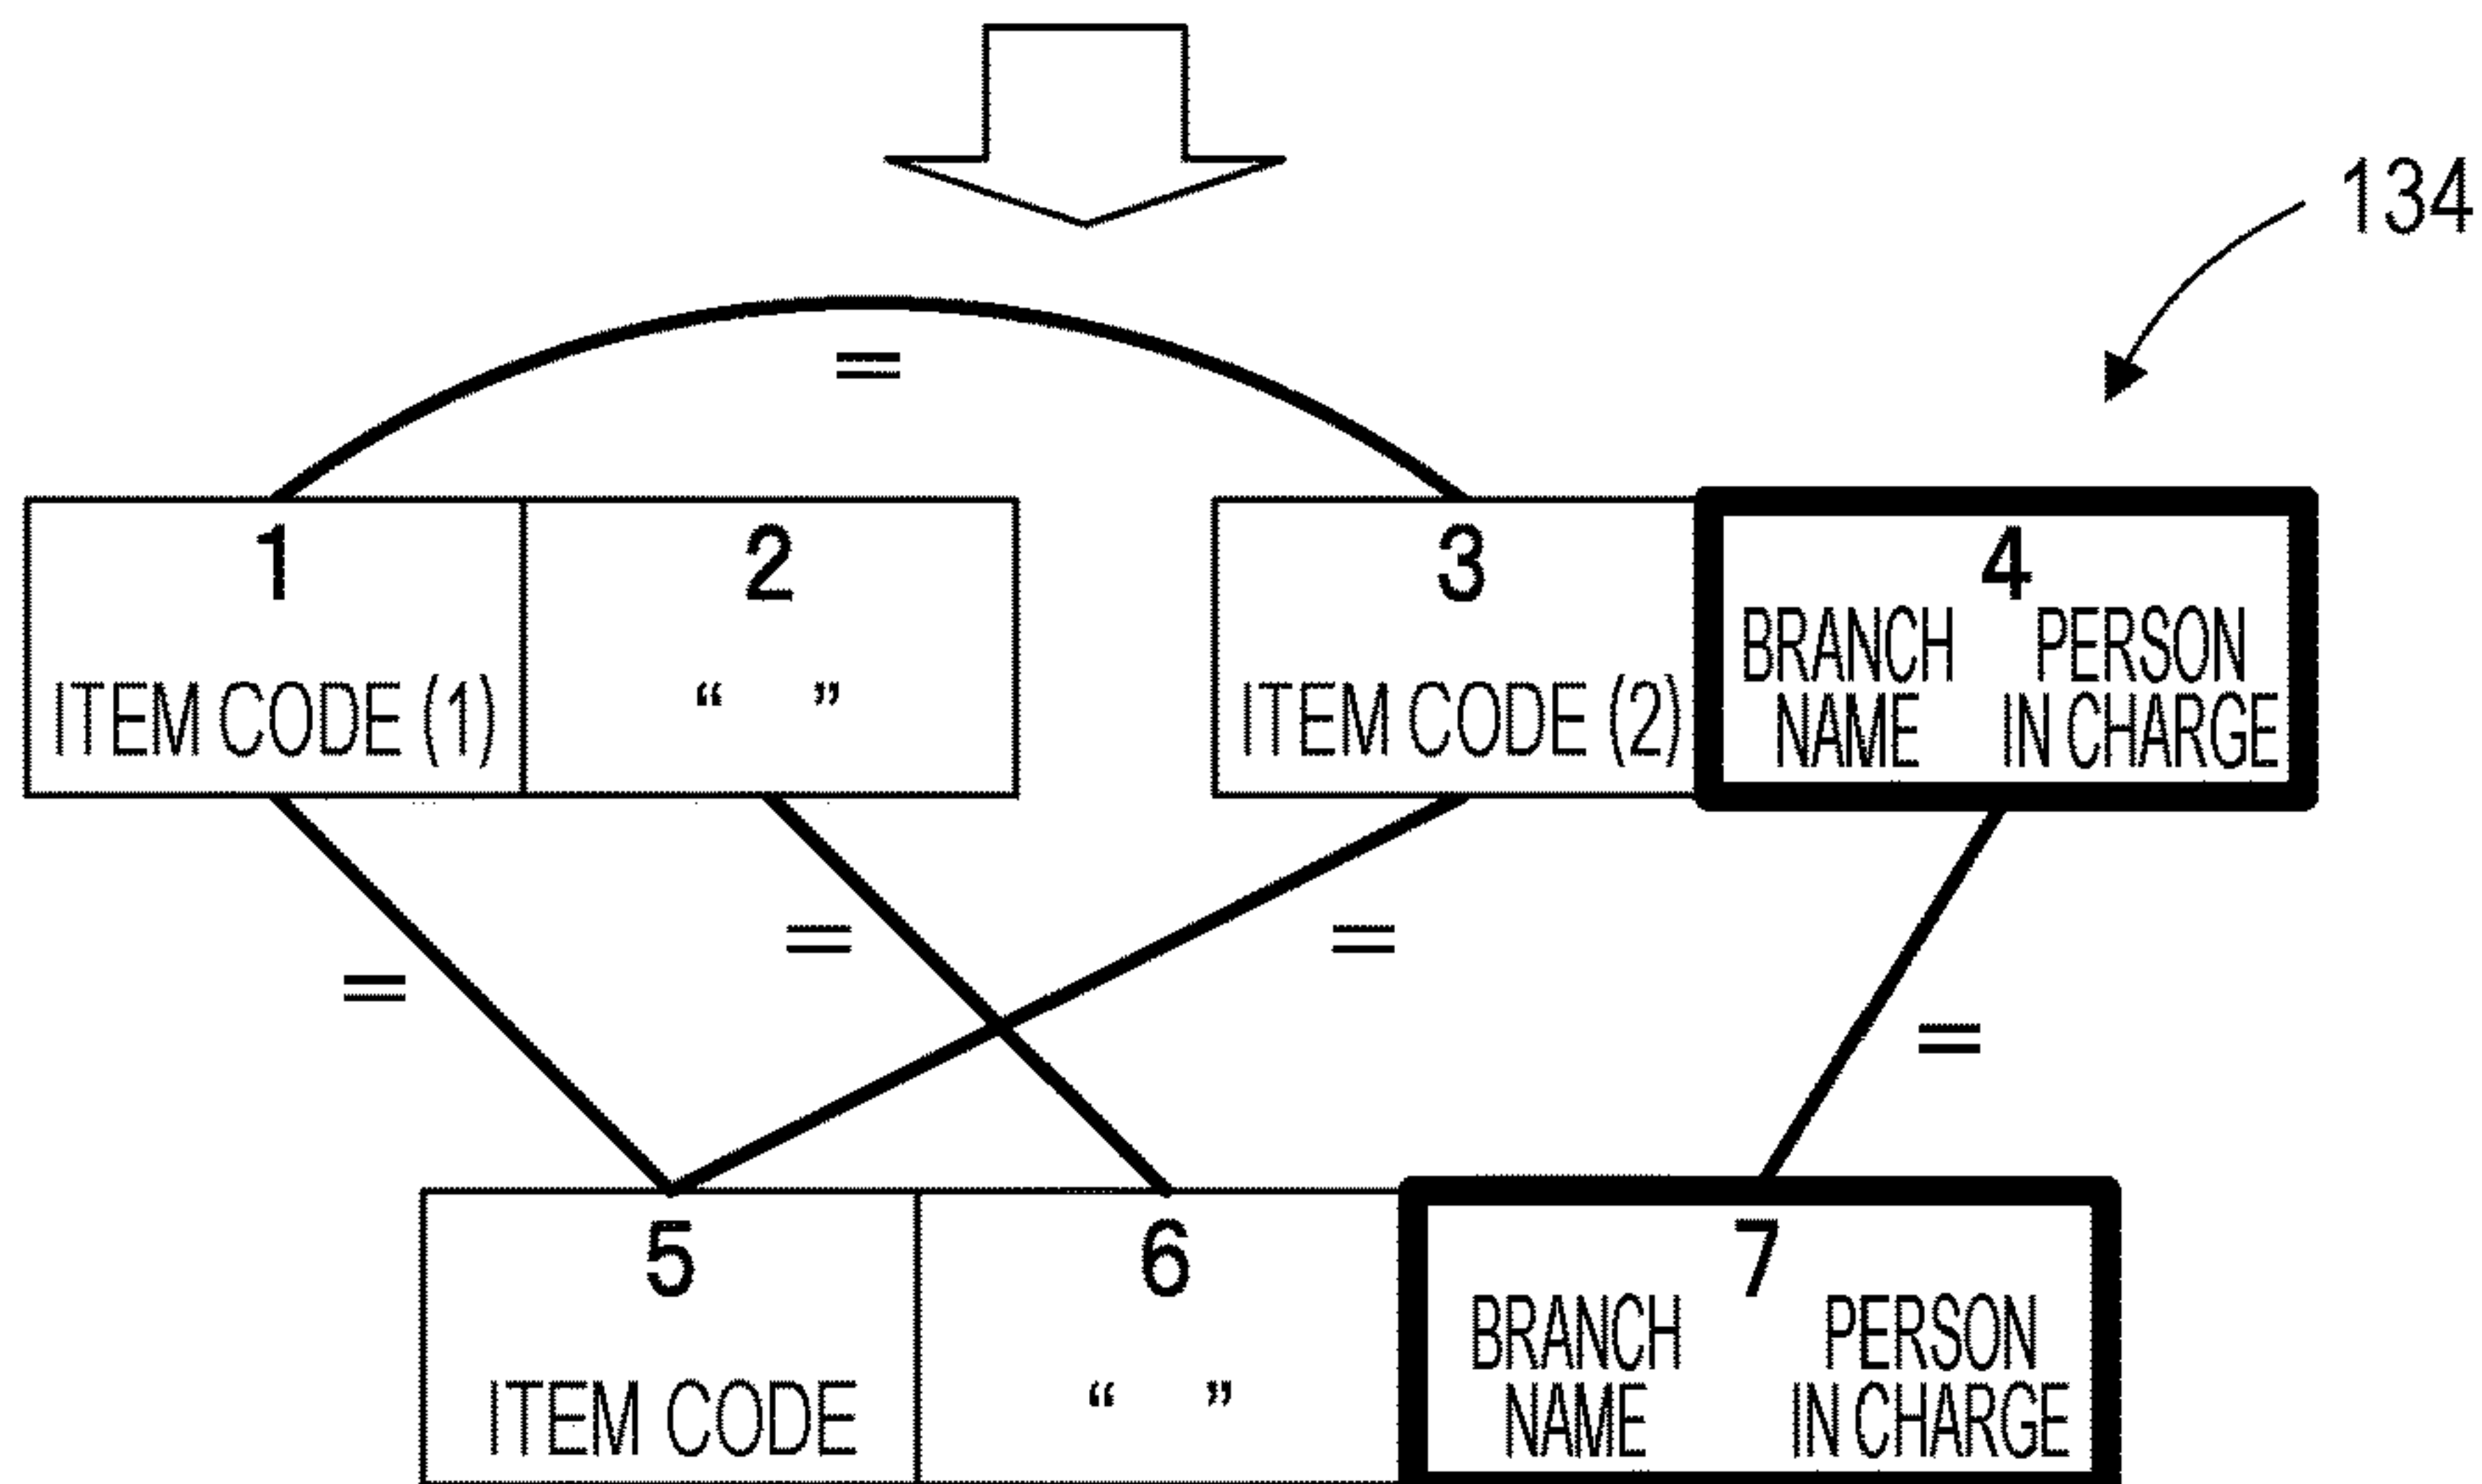 134
=
1 2 3 4
BRANCH PERSON
ITEM CODE (1) “ ” ITEM CODE (2) NAME IN CHARGE
= =
=
=
5 6 7
BRANCH PERSON
ITEM CODE “ ” NAME IN CHARGE